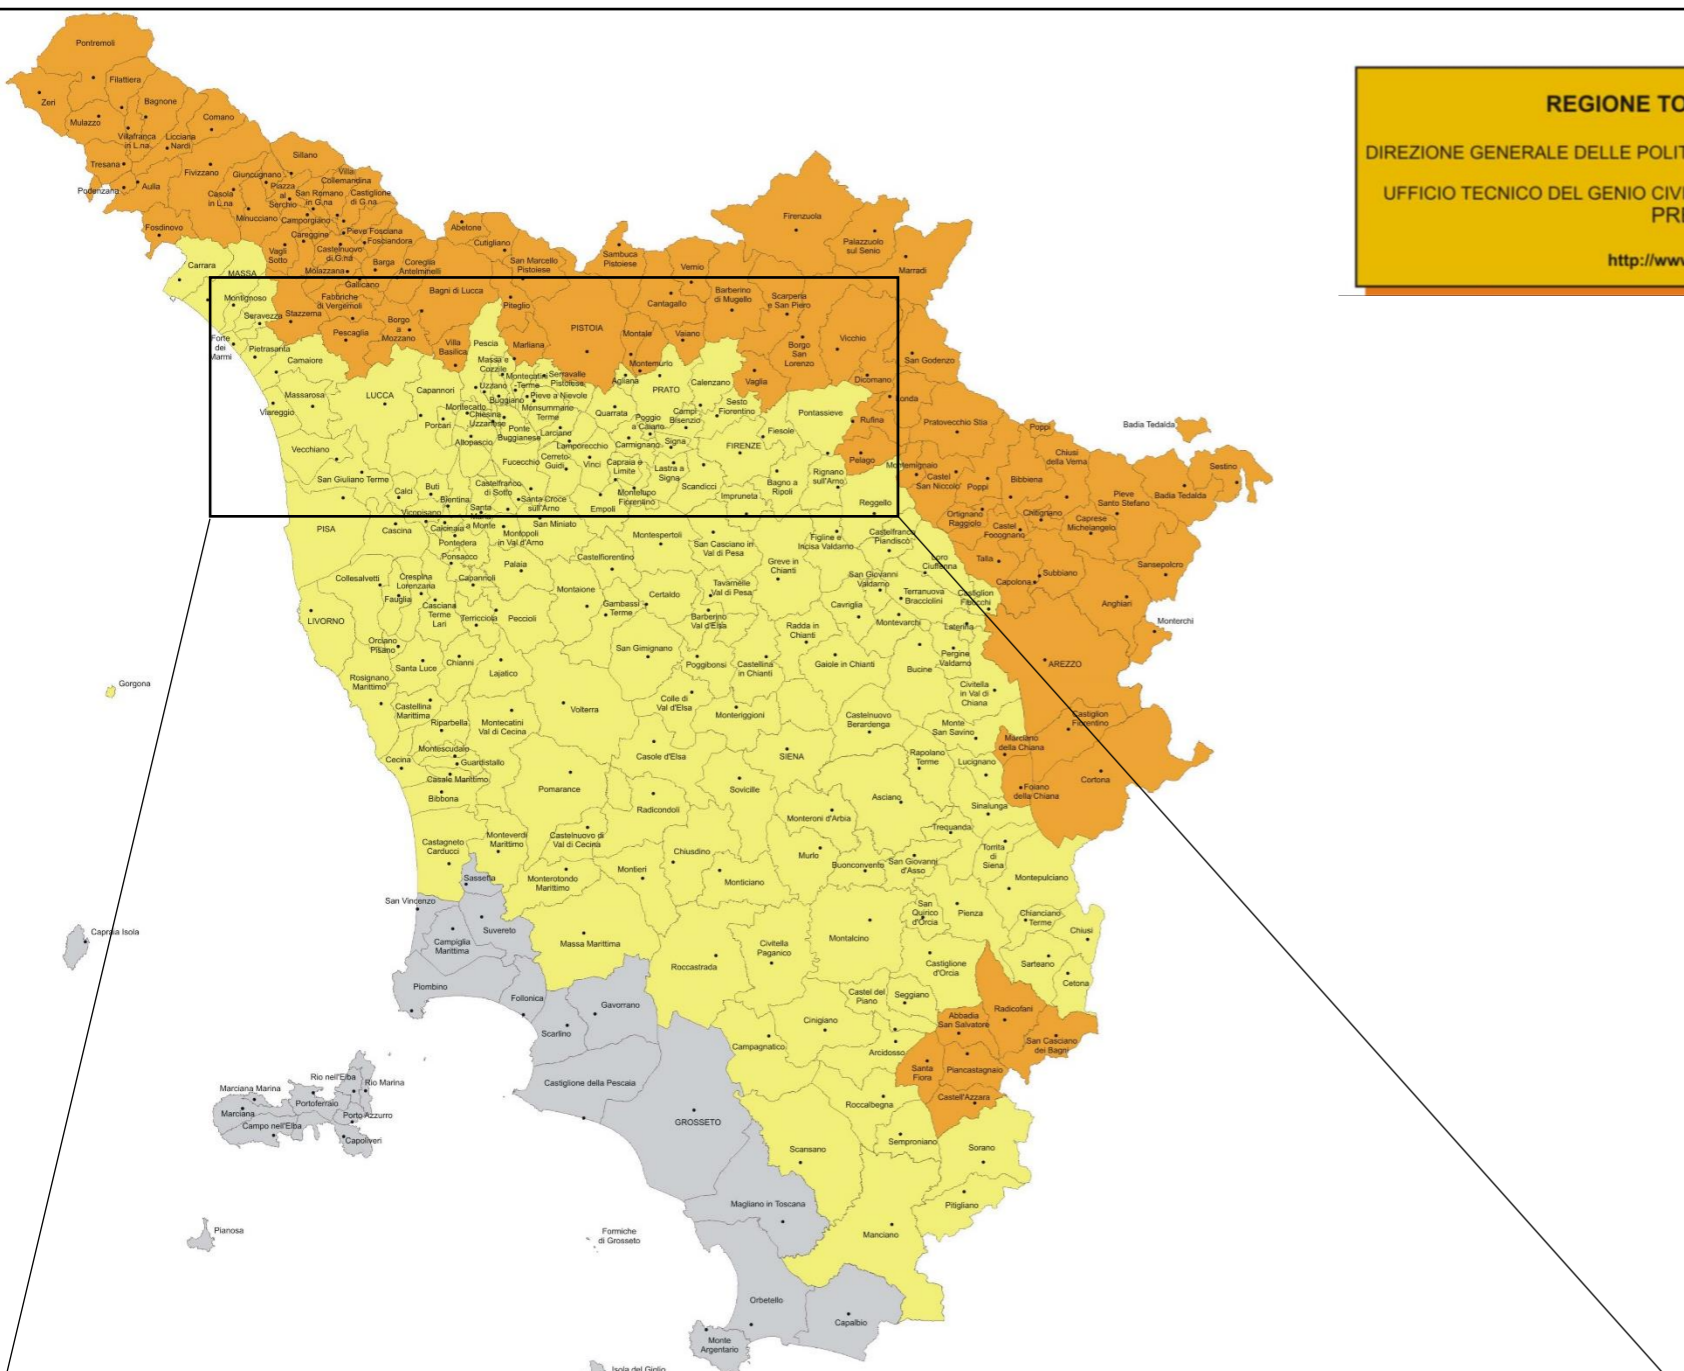 Pontremoli
Filattiera
Zeri
Bagnone
Mulazzo
Comano
Villafranca
in L.na
Licciana
Nardi
Tresana
Podenzana
Aulla
Fivizzano
Sillano
Giuncugnano
Villa
Collemandina
Casola
in L.na
Piazza
al
Serchio
San Romano
in G.na
Castiglione
di G.na
Minucciano
Camporgiano
Fosdinovo
Careggine
Pieve Fosciana
Fosciandora
Vagli
Sotto
Castelnuovo
di G.na
Abetone
Cutigliano
Carrara
MASSA
Molazzana
Barga
Coreglia
Antelminelli
San Marcello
Pistoiese
Sambuca
Pistoiese
Vernio
Firenzuola
Palazzuolo
sul Senio
Marradi
REGIONE TO
DIREZIONE GENERALE DELLE POLIT
UFFICIO TECNICO DEL GENIO CIVI
PRE
http://www
Montignoso
Gallicano
Fabbriche
di Vergemoli
Bagni di Lucca
Piteglio
Cantagallo
Barberino
di Mugello
Scarperia
e San Piero
Seravezza
Stazzema
Pescaglia
Borgo
a
Mozzano
PISTOIA
Montale
Vaiano
Vicchio
Forte
dei
Marmi
Pietrasanta
Camaiore
Villa
Basilica
Pescia
Marliana
Montemurlo
Borgo
San
Lorenzo
San Godenzo
Massa e
Cozzile
Montecatini
Terme
Serravalle
Pistoiese
Agliana
PRATO
Calenzano
Vaglia
Dicomano
Massarosa
LUCCA
Capannori
Uzzano
Buggiano
Pieve a Nievole
Londa
Viareggio
Montecarlo
Chiesina
Uzzanese
Monsummano
Terme
Quarrata
Poggio
a Caiano
Campi
Bisenzio
Sesto
Fiorentino
Pontassieve
Rufina
Pratovecchio Stia
Poppi
Badia Tedalda
Porcari
Altopascio
Ponte
Buggianese
Larciano
Lamporecchio
Carmignano
Signa
Fiesole
FIRENZE
Vecchiano
Fucecchio
Cerreto
Guidi
Vinci
Capraia e
Limite
Lastra a
Signa
Pelago
Montemignaio
Chiusi
della Verna
Sestino
San Giuliano Terme
Calci
Buti
Bientina
Castelfranco
di Sotto
Santa Croce
sull'Arno
Montelupo
Fiorentino
Empoli
Scandicci
Impruneta
Bagno a
Ripoli
Rignano
sull'Arno
Castel
San Niccolo'
Poppi
Bibbiena
Pieve
Santo Stefano
Badia Tedalda
Reggello
Ortignano
Raggiolo
Chitignano
Caprese
Michelangelo
PISA
Cascina
Vicopisano
Calcinaia
Santa
a Monte
San Miniato
Montopoli
in Val d'Arno
Pontedera
Montespertoli
San Casciano in
Val di Pesa
Figline e
Incisa Valdarno
Castelfranco
Piandisco
Castel
Focognano
Ponsacco
Palaia
Castelfiorentino
Greve in
Chianti
Loro
Ciuffenna
Talla
Subbiano
Capolona
Sansepolcro
Collesalvetti
Crespina
Lorenzana
Capannoli
Montaione
Tavarnelle
Val di Pesa
San Giovanni
Valdarno
Terranuova
Bracciolini
Castiglion
Fibocchi
Anghiari
Fauglia
Casciana
Terme
Lari
Terricciola
Peccioli
Gambassi
Terme
Certaldo
Barberino
Val d'Elsa
Cavriglia
Montevarchi
Laterina
Monterchi
LIVORNO
Orciano
Pisano
Radda in
Chianti
Santa Luce
Chianni
Lajatico
San Gimignano
Poggibonsi
Castellina
in Chianti
Gaiole in Chianti
Bucine
Pergine
Valdarno
AREZZO
Gorgona
Rosignano
Marittimo
Castellina
Marittima
Volterra
Colle di
Val d'Elsa
Monteriggioni
Castelnuovo
Berardenga
Civitella
in Val di
Chiana
Castiglion
Fiorentino
Riparbella
Montecatini
Val di Cecina
Monte
San Savino
Marciano
della Chiana
Montescudaio
Guardistallo
Cecina
Casale Marittimo
Casole d'Elsa
SIENA
Rapolano
Terme
Lucignano
Cortona
Bibbona
Pomarance
Radicondoli
Sovicille
Asciano
Foiano
della Chiana
Sinalunga
Monteroni d'Arbia
Trequanda
Castagneto
Carducci
Monteverdi
Marittimo
Castelnuovo di
Val di Cecina
Chiusdino
Murlo
Buonconvento
San Giovanni
d'Asso
Torrita
di
Siena
Montepulciano
Sassetta
Monterotondo
Marittimo
Montieri
Monticiano
San Vincenzo
San
Quirico
d'Orcia
Pienza
Chianciano
Terme
Chiusi
Capraia Isola
Suvereto
Campiglia
Marittima
Massa Marittima
Roccastrada
Civitella
Paganico
Montalcino
Castiglione
d'Orcia
Sarteano
Cetona
Piombino
Follonica
Gavorrano
Castel del
Piano
Seggiano
Radicofani
Scarlino
Cinigiano
Abbadia
San Salvatore
Campagnatico
Arcidosso
San Casciano
dei Bagni
Marciana Marina
Rio nell'Elba
Rio Marina
Castiglione della Pescaia
Santa
Fiora
Piancastagnaio
Marciana
Portoferraio
Porto Azzurro
Castell'Azzara
Roccalbegna
Campo nell'Elba
Capoliveri
GROSSETO
Semproniano
Scansano
Sorano
Magliano in Toscana
Pitigliano
Pianosa
Formiche
di Grosseto
Manciano
Orbetello
Capalbio
Monte
Argentario
Isola del Giglio